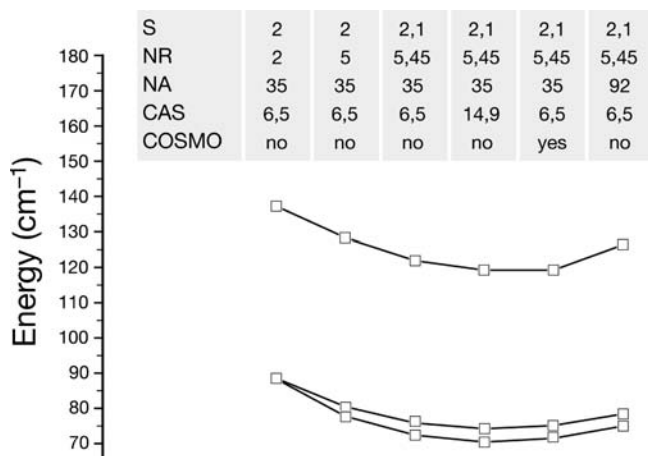 S 2 2 2,1 2,1 2,1 2,1
NR 2 5 5,45 5,45 5,45 5,45
NA 35 35 35 35 35 92
CAS 6,5 6,5 6,5 14,9 6,5 6,5
COSMO no no no no yes no
Energy (cm⁻¹)
180
170
160
150
140
130
120
110
100
90
80
70